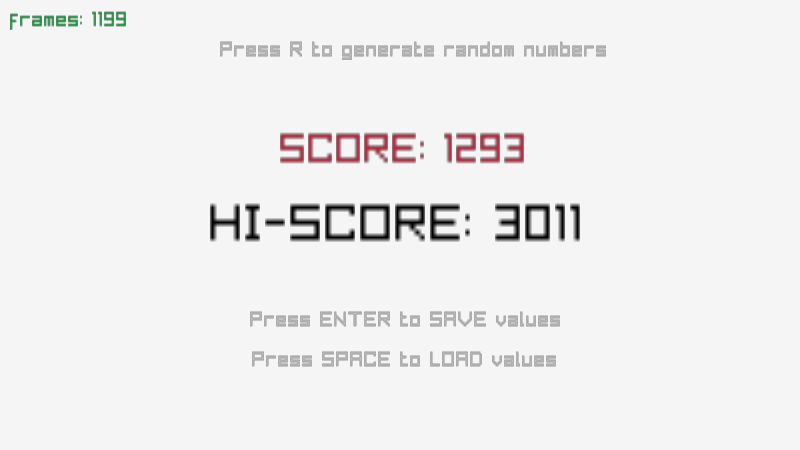 Frames: 1199
Press R to generate random numbers
SCORE: 1293
HI-SCORE: 3011
Press ENTER to SAVE values
Press SPACE to LOAD values